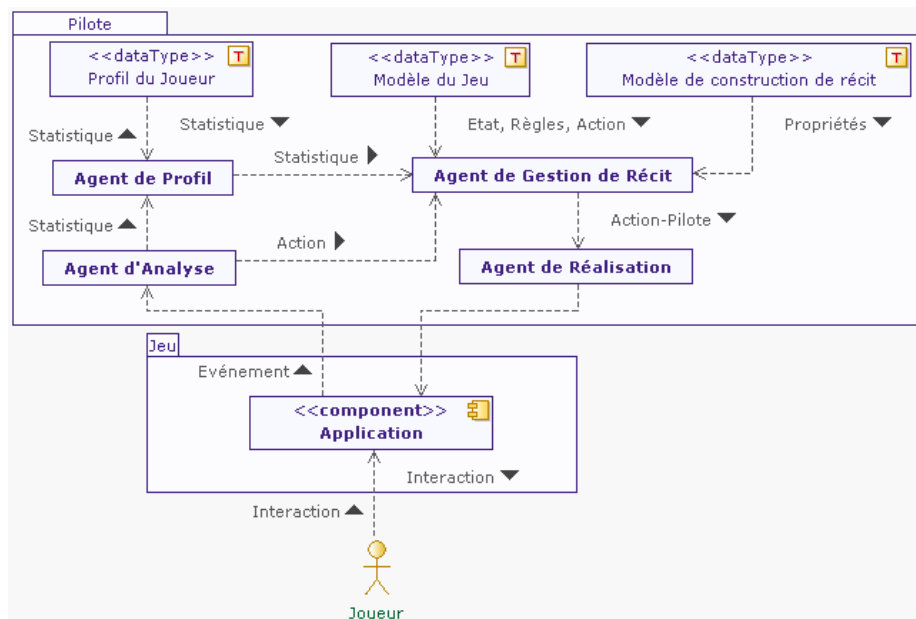 Pilote
<<dataType>> T
Profil du Joueur
<<dataType>> T
Modèle du Jeu
<<dataType>> T
Modèle de construction de récit
Statistique
Statistique
Etat, Règles, Action
Propriétés
Statistique
Agent de Profil
Agent de Gestion de Récit
Statistique
Action
Action-Pilote
Agent d'Analyse
Agent de Réalisation
Jeu
Evénement
<<component>>
Application
Interaction
Interaction
Joueur